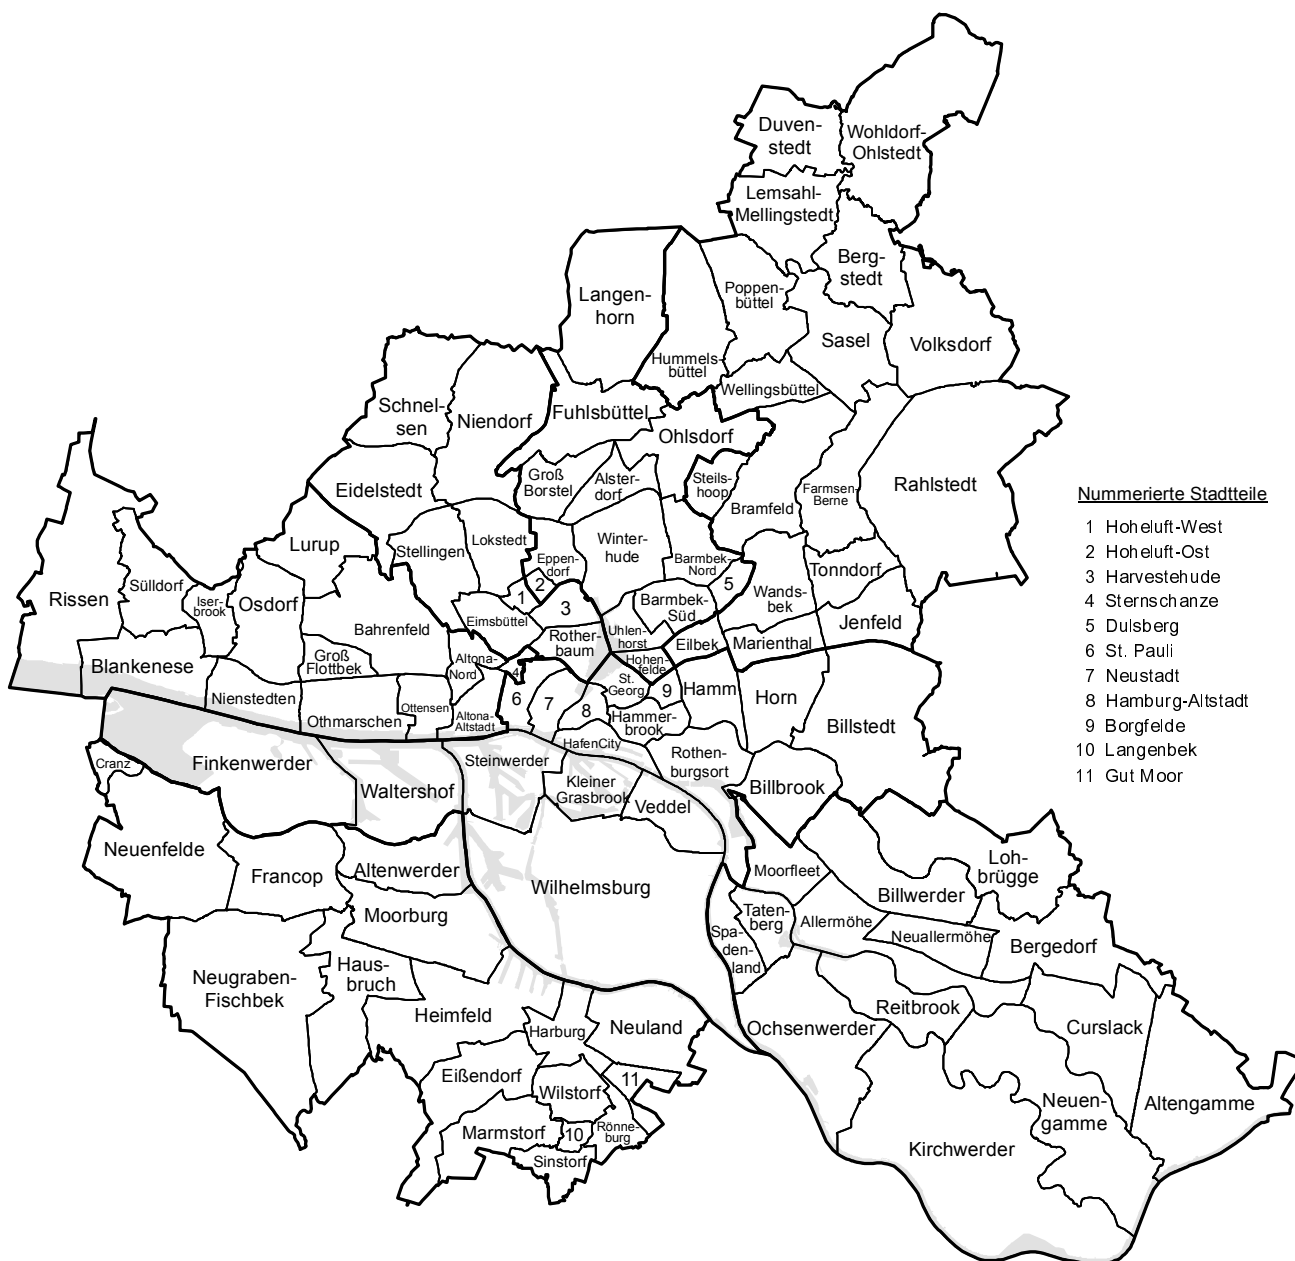 Duven-
stedt
Wohldorf-
Ohlstedt
Lemsahl-
Mellingstedt
Berg-
stedt
Poppen-
büttel
Langen-
horn
Sasel
Volksdorf
Hummels-
büttel
Wellingsbüttel
Schnel-
sen
Niendorf
Fuhlsbüttel
Ohlsdorf
Groß
Borstel
Alster-
dorf
Steils-
hoop
Bramfeld
Farmsen-
Berne
Rahlstedt
Eidelstedt
Lurup
Stellingen
Lokstedt
Eppen-
dorf
Winter-
hude
Barmbek-
Nord
5
Wands-
bek
Tonndorf
Jenfeld
Rissen
Sülldorf
Iser-
brook
Osdorf
Bahrenfeld
Eimsbüttel
1
2
3
Barmbek-
Süd
Uhlen-
horst
Rother-
baum
Eilbek
Marienthal
Blankenese
Groß
Flottbek
Altona-
Nord
4
Hohen-
felde
St.
Georg
9
Hamm
Horn
Billstedt
Nienstedten
Othmarschen
Ottensen
Altona-
Altstadt
6
7
8
Hammer-
brook
HafenCity
Rothen-
burgsort
Billbrook
Cranz
Finkenwerder
Waltershof
Steinwerder
Kleiner
Grasbrook
Veddel
Neuenfelde
Francop
Altenwerder
Moorburg
Wilhelmsburg
Moorfleet
Billwerder
Loh-
brügge
Taten-
berg
Allermöhe
Neuallermöhe
Bergedorf
Spa-
den-
land
Neugraben-
Fischbek
Haus-
bruch
Heimfeld
Harburg
Neuland
Ochsenwerder
Reitbrook
Curslack
Eißendorf
Wilstorf
11
Neuen-
gamme
Altengamme
Marmstorf
10
Rönne-
burg
Sinstorf
Kirchwerder
Nummerierte Stadtteile
1 Hoheluft-West
2 Hoheluft-Ost
3 Harvestehude
4 Sternschanze
5 Dulsberg
6 St. Pauli
7 Neustadt
8 Hamburg-Altstadt
9 Borgfelde
10 Langenbek
11 Gut Moor